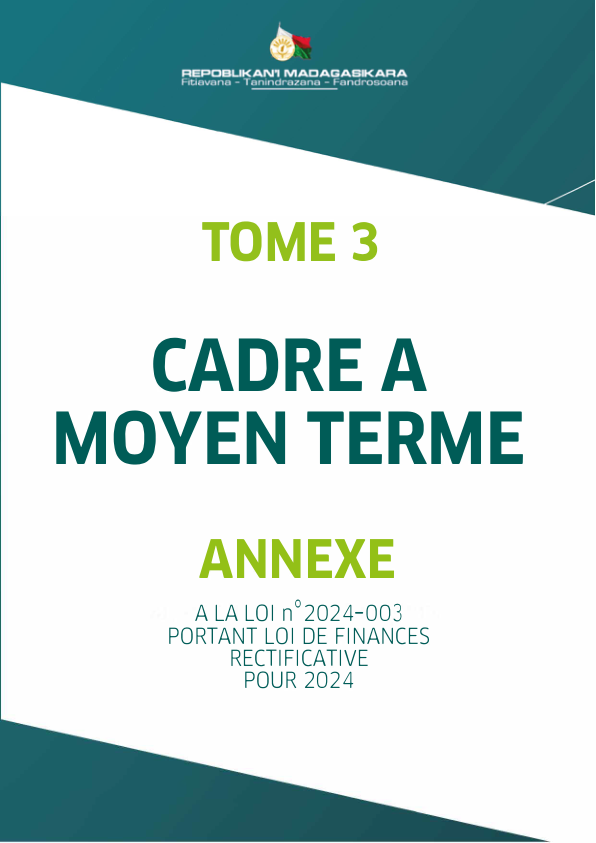 REPOBLIKAN'I MADAGASIKARA
Fitiavana - Tanindrazana - Fandrosoana
TOME 3
CADRE A
MOYEN TERME
ANNEXE
A LA LOI n°2024-003
PORTANT LOI DE FINANCES
RECTIFICATIVE
POUR 2024